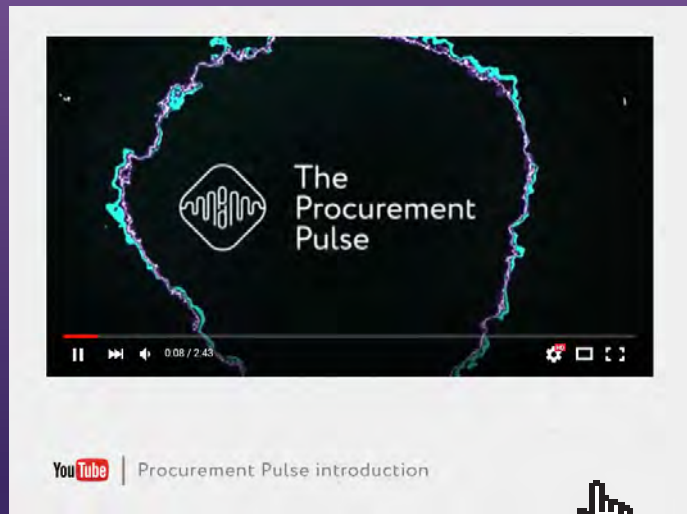 The
Procurement
Pulse
0:08 / 2:43
HD
YouTube | Procurement Pulse introduction